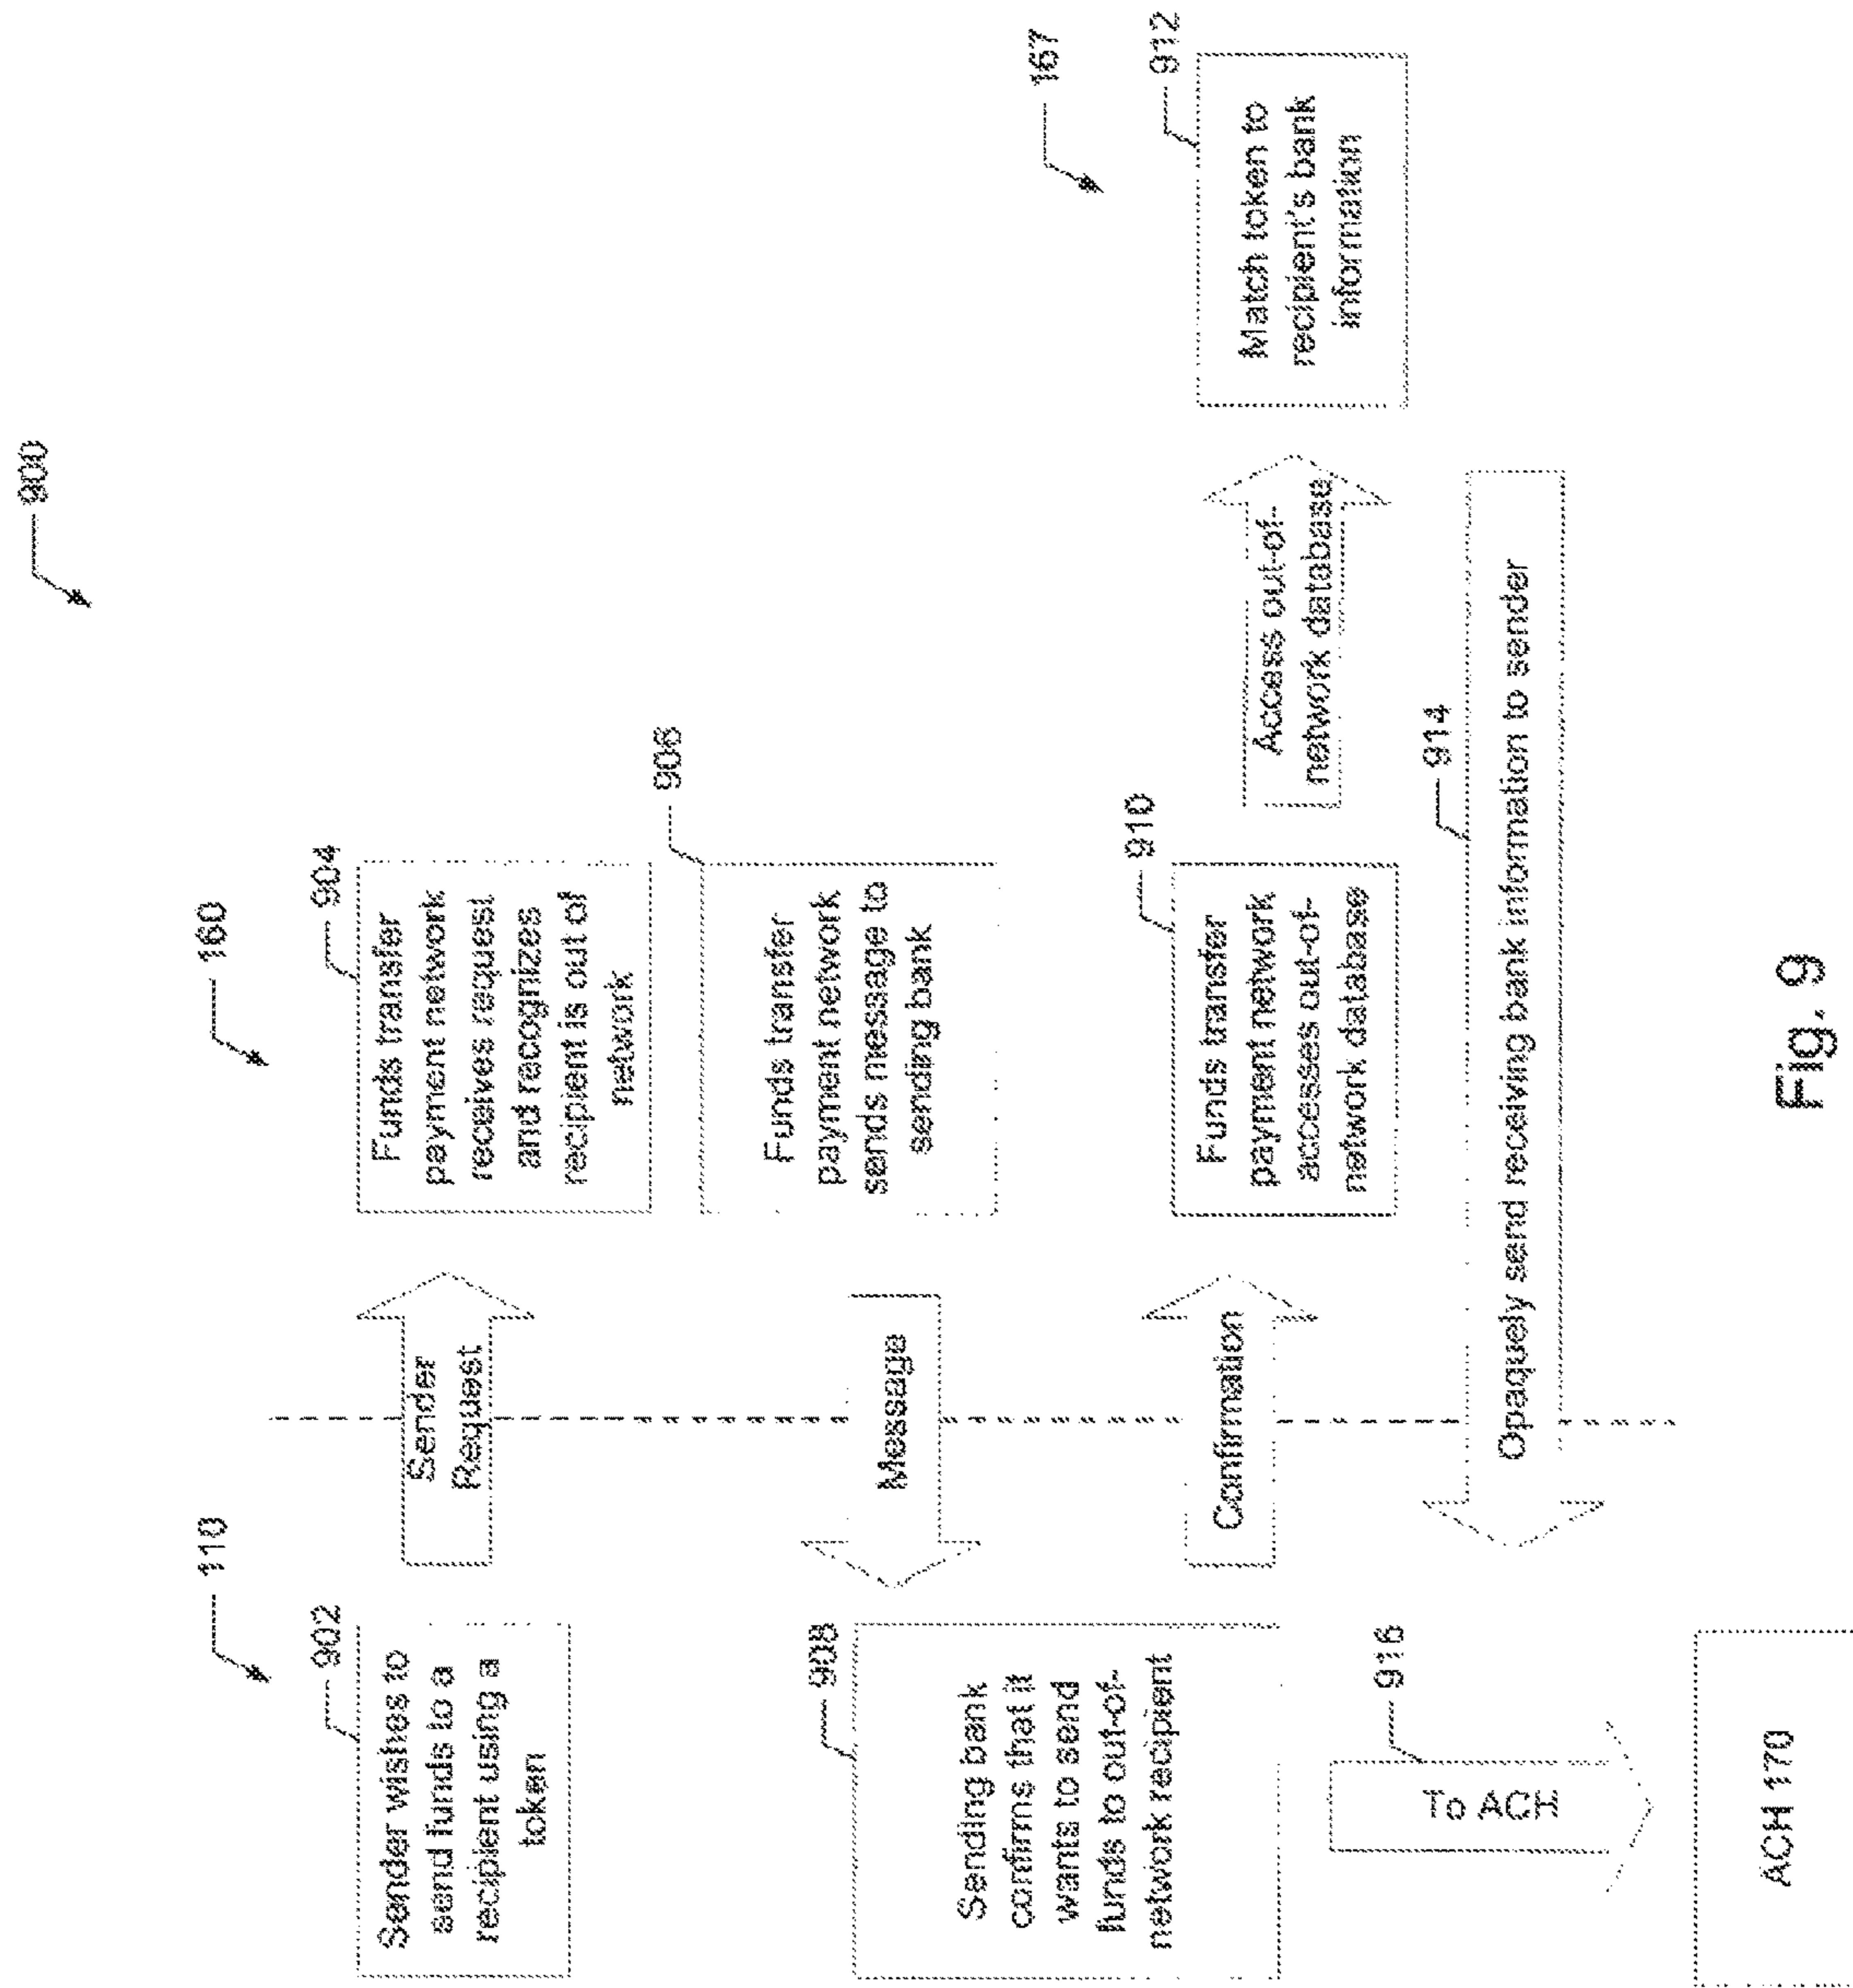 900
110
160
167
902
Sender wishes to
send funds to a
recipient using a
token
Sender
Request
904
Funds transfer
payment network
receives request
and recognizes
recipient is out of
network
906
Funds transfer
payment network
sends message to
sending bank
Message
908
Sending bank
confirms that it
wants to send
funds to out-of-
network recipient
Confirmation
910
Funds transfer
payment network
accesses out-of-
network database
Access out-of-
network database
912
Match token to
recipient's bank
information
914
Opaquely send receiving bank information to sender
916
To ACH
ACH 170
Fig. 9